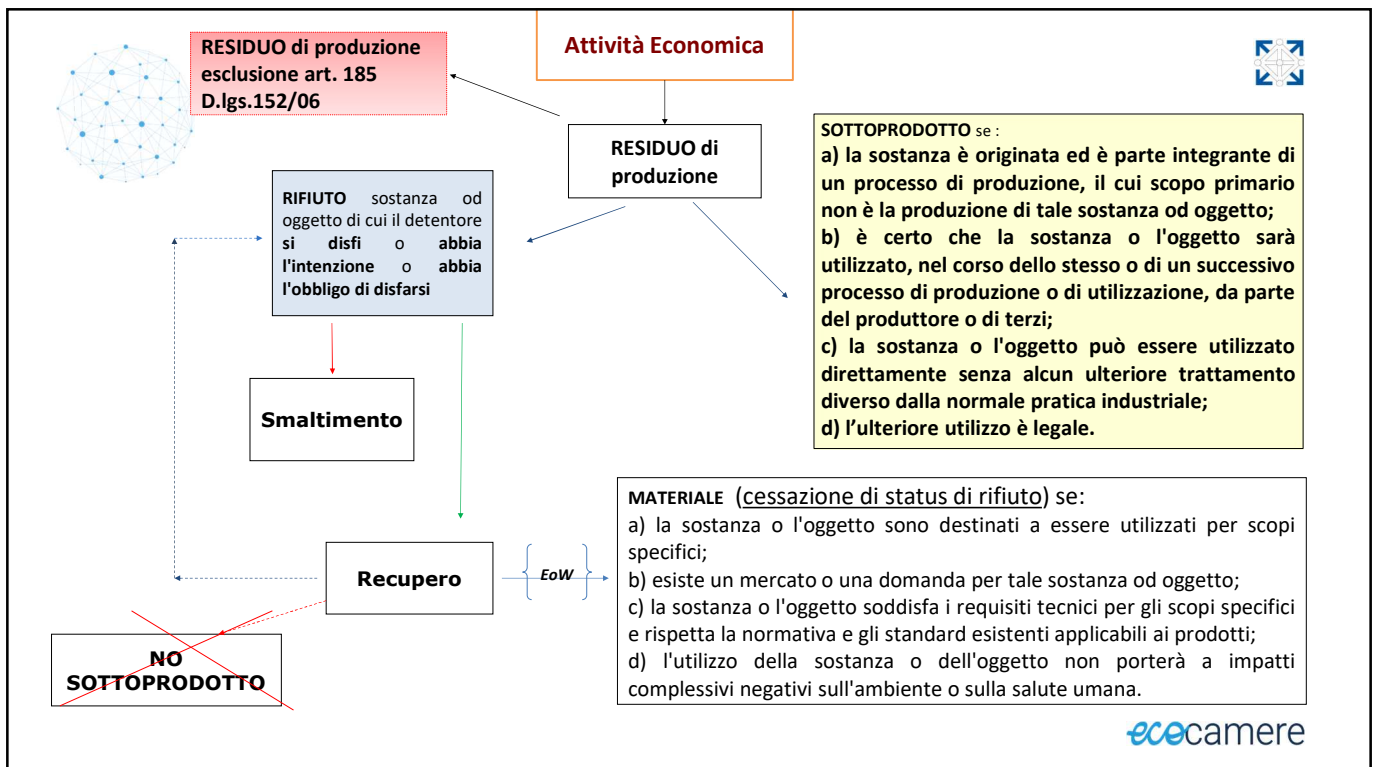 Attività Economica
RESIDUO di produzione
esclusione art. 185
D.lgs.152/06
RESIDUO di
produzione
SOTTOPRODOTTO se :
a) la sostanza è originata ed è parte integrante di
un processo di produzione, il cui scopo primario
non è la produzione di tale sostanza od oggetto;
b) è certo che la sostanza o l'oggetto sarà
utilizzato, nel corso dello stesso o di un successivo
processo di produzione o di utilizzazione, da parte
del produttore o di terzi;
c) la sostanza o l'oggetto può essere utilizzato
direttamente senza alcun ulteriore trattamento
diverso dalla normale pratica industriale;
d) l’ulteriore utilizzo è legale.
RIFIUTO sostanza od
oggetto di cui il detentore
si disfi o abbia
l'intenzione o abbia
l'obbligo di disfarsi
Smaltimento
Recupero
EoW
MATERIALE (cessazione di status di rifiuto) se:
a) la sostanza o l'oggetto sono destinati a essere utilizzati per scopi
specifici;
b) esiste un mercato o una domanda per tale sostanza od oggetto;
c) la sostanza o l'oggetto soddisfa i requisiti tecnici per gli scopi specifici
e rispetta la normativa e gli standard esistenti applicabili ai prodotti;
d) l'utilizzo della sostanza o dell'oggetto non porterà a impatti
complessivi negativi sull'ambiente o sulla salute umana.
NO
SOTTOPRODOTTO
ecocamere